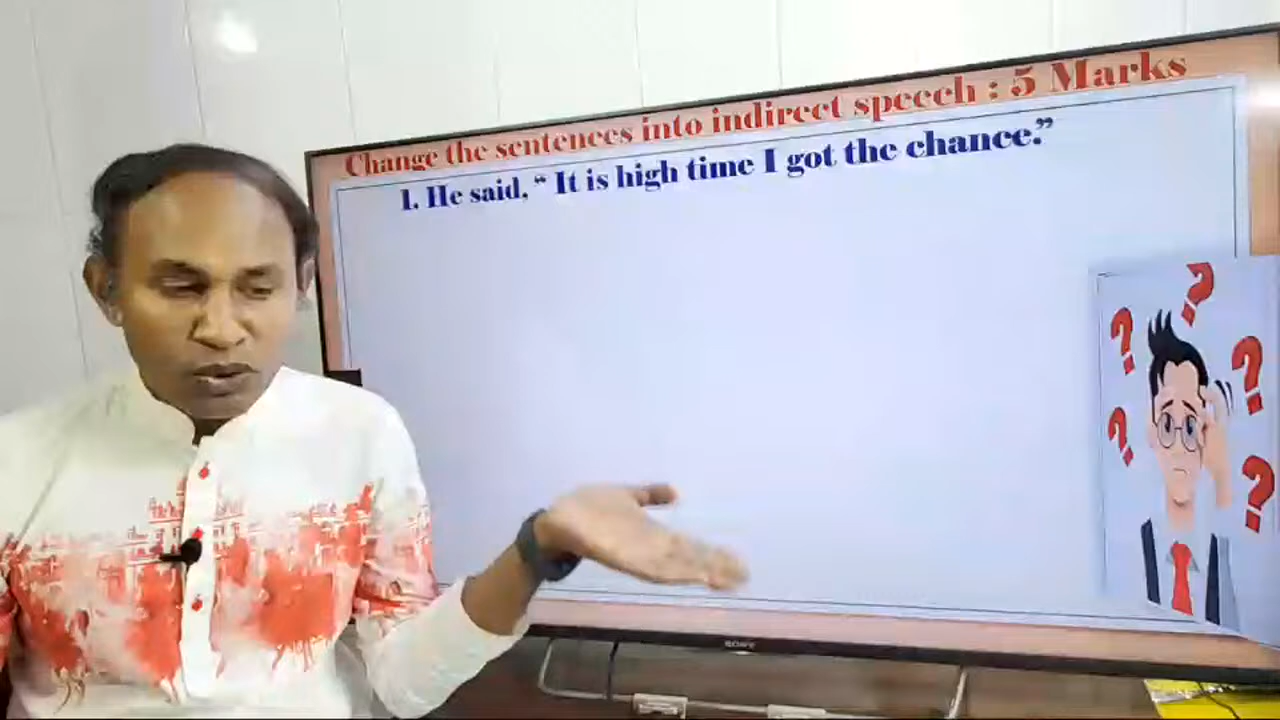 Change the sentences into indirect speech : 5 Marks
1. He said, “ It is high time I got the chance.”
SONY